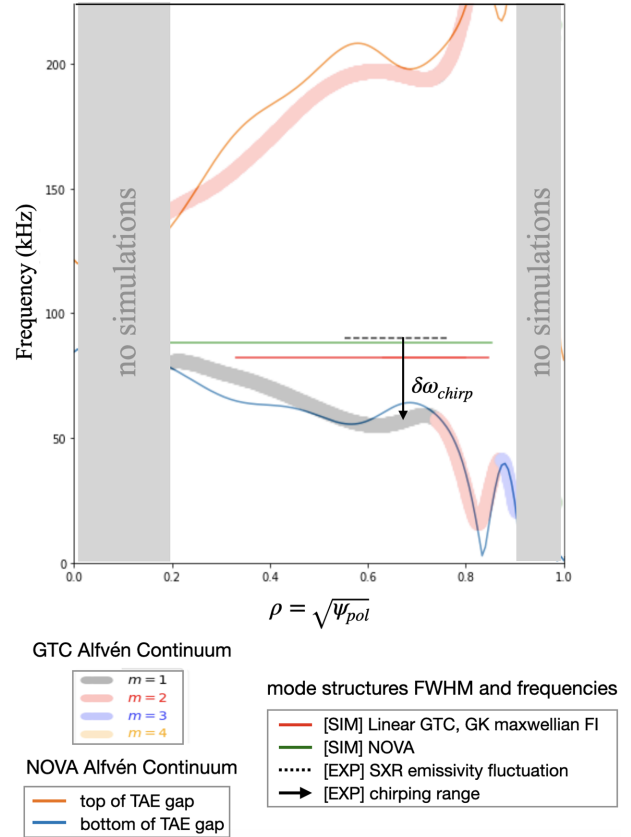 200
150
100
50
0
Frequency (kHz)
no simulations
no simulations
δω_chirp
0.0 0.2 0.4 0.6 0.8 1.0
ρ = √ψ_pol
GTC Alfvén Continuum
m = 1
m = 2
m = 3
m = 4
NOVA Alfvén Continuum
top of TAE gap
bottom of TAE gap
mode structures FWHM and frequencies
[SIM] Linear GTC, GK maxwellian FI
[SIM] NOVA
[EXP] SXR emissivity fluctuation
[EXP] chirping range